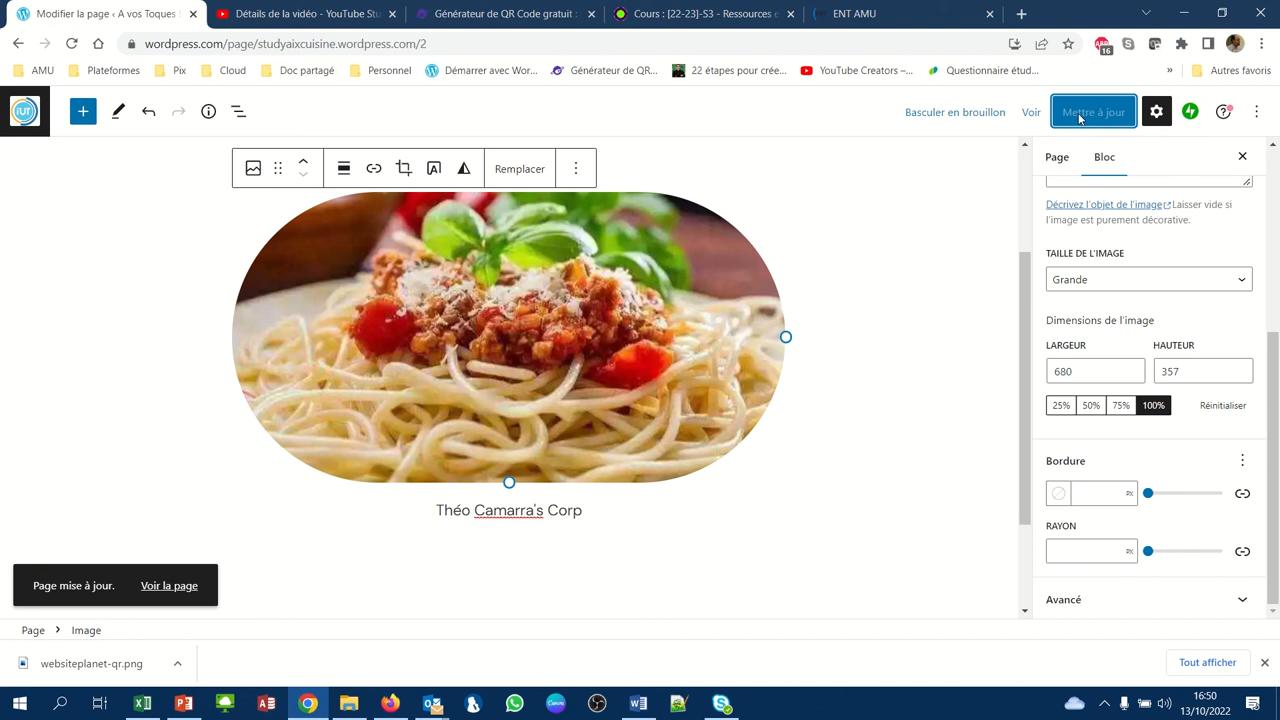 Modifier la page ‹ A vos Toques
Détails de la vidéo - YouTube Stu
Générateur de QR Code gratuit :
Cours : [22-23]-S3 - Ressources e
ENT AMU
wordpress.com/page/studyaixcuisine.wordpress.com/2
16
AMU
Plateformes
Pix
Cloud
Doc partagé
Personnel
Démarrer avec Wor...
Générateur de QR...
22 étapes pour crée...
YouTube Creators –...
Questionnaire étud...
»
Autres favoris
iUT
Basculer en brouillon
Voir
Mettre à jour
Remplacer
Page
Bloc
Décrivez l'objet de l'image Laisser vide si
l'image est purement décorative.
TAILLE DE L'IMAGE
Grande
Dimensions de l'image
LARGEUR
HAUTEUR
680
357
25%
50%
75%
100%
Réinitialiser
Bordure
PX
RAYON
PX
Avancé
Théo Camarra's Corp
Page mise à jour.
Voir la page
Page > Image
websiteplanet-qr.png
Tout afficher
16:50
13/10/2022